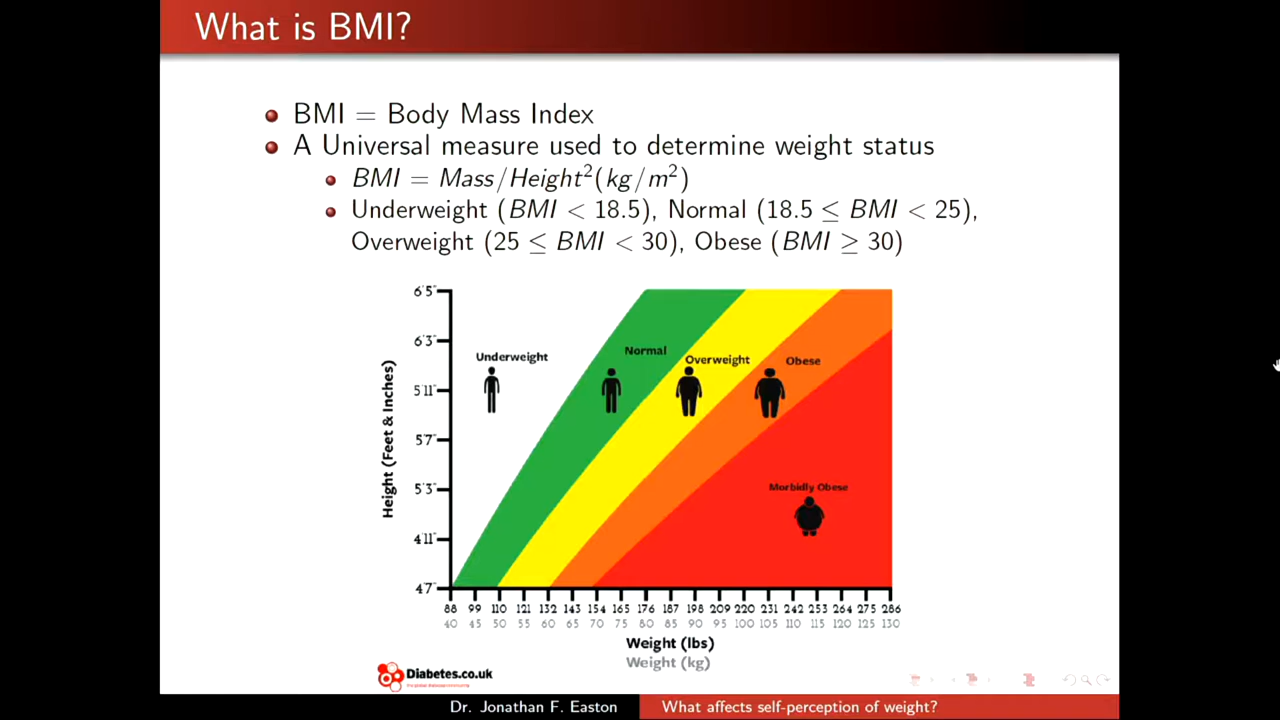 What is BMI?
BMI = Body Mass Index
A Universal measure used to determine weight status
BMI = Mass/Height²(kg/m²)
Underweight (BMI < 18.5), Normal (18.5 ≤ BMI < 25),
Overweight (25 ≤ BMI < 30), Obese (BMI ≥ 30)
6'5"
6'3"
5'11"
5'7"
5'3"
4'11"
4'7"
Height (Feet & Inches)
Underweight
Normal
Overweight
Obese
Morbidly Obese
88 99 110 121 132 143 154 165 176 187 198 209 220 231 242 253 264 275 286
40 45 50 55 60 65 70 75 80 85 90 95 100 105 110 115 120 125 130
Weight (lbs)
Weight (kg)
Diabetes.co.uk
Dr. Jonathan F. Easton
What affects self-perception of weight?